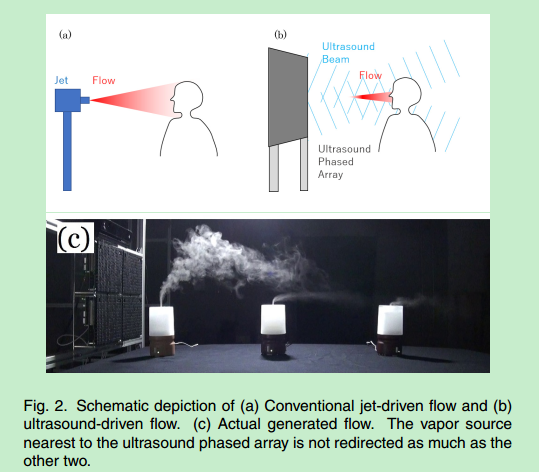 (a)
(b)
Jet
Flow
Ultrasound
Beam
Flow
Ultrasound
Phased
Array
(c)
Fig. 2. Schematic depiction of (a) Conventional jet-driven flow and (b)
ultrasound-driven flow. (c) Actual generated flow. The vapor source
nearest to the ultrasound phased array is not redirected as much as the
other two.